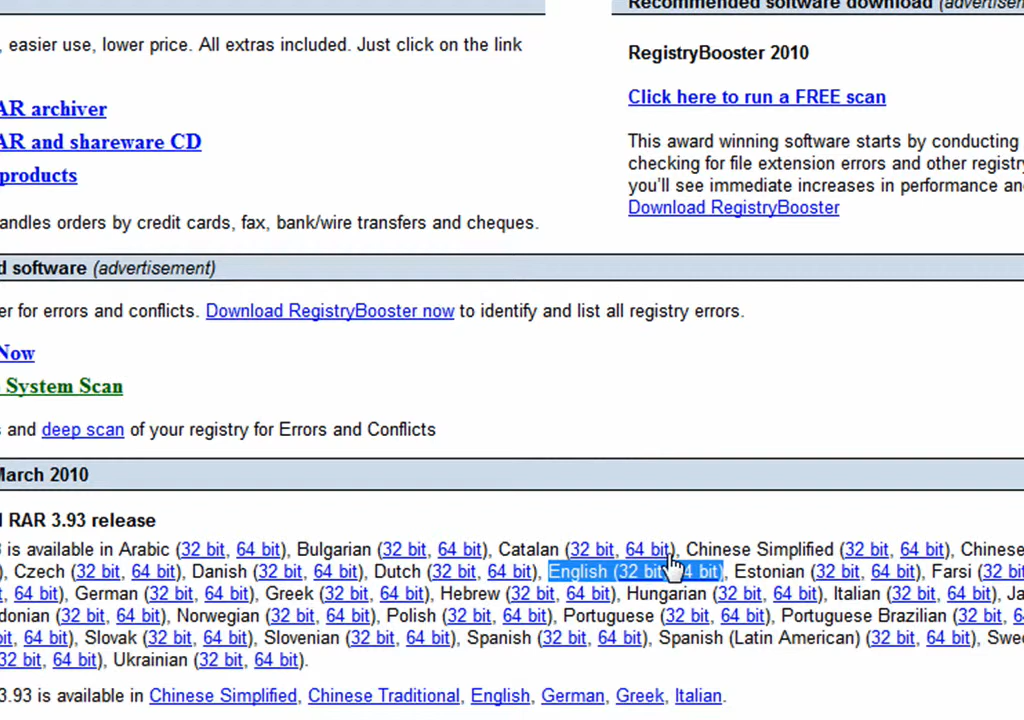 Recommended software download (advertisem
, easier use, lower price. All extras included. Just click on the link
RegistryBooster 2010
AR archiver
Click here to run a FREE scan
AR and shareware CD
This award winning software starts by conducting
checking for file extension errors and other registry
products
you'll see immediate increases in performance an
Download RegistryBooster
andles orders by credit cards, fax, bank/wire transfers and cheques.
d software (advertisement)
er for errors and conflicts. Download RegistryBooster now to identify and list all registry errors.
Now
System Scan
and deep scan of your registry for Errors and Conflicts
March 2010
RAR 3.93 release
is available in Arabic (32 bit, 64 bit), Bulgarian (32 bit, 64 bit), Catalan (32 bit, 64 bit), Chinese Simplified (32 bit, 64 bit), Chinese
), Czech (32 bit, 64 bit), Danish (32 bit, 64 bit), Dutch (32 bit, 64 bit), English (32 bit, 64 bit), Estonian (32 bit, 64 bit), Farsi (32 bit
, 64 bit), German (32 bit, 64 bit), Greek (32 bit, 64 bit), Hebrew (32 bit, 64 bit), Hungarian (32 bit, 64 bit), Italian (32 bit, 64 bit), Ja
donian (32 bit, 64 bit), Norwegian (32 bit, 64 bit), Polish (32 bit, 64 bit), Portuguese (32 bit, 64 bit), Portuguese Brazilian (32 bit, 6
bit, 64 bit), Slovak (32 bit, 64 bit), Slovenian (32 bit, 64 bit), Spanish (32 bit, 64 bit), Spanish (Latin American) (32 bit, 64 bit), Swe
32 bit, 64 bit), Ukrainian (32 bit, 64 bit).
3.93 is available in Chinese Simplified, Chinese Traditional, English, German, Greek, Italian.